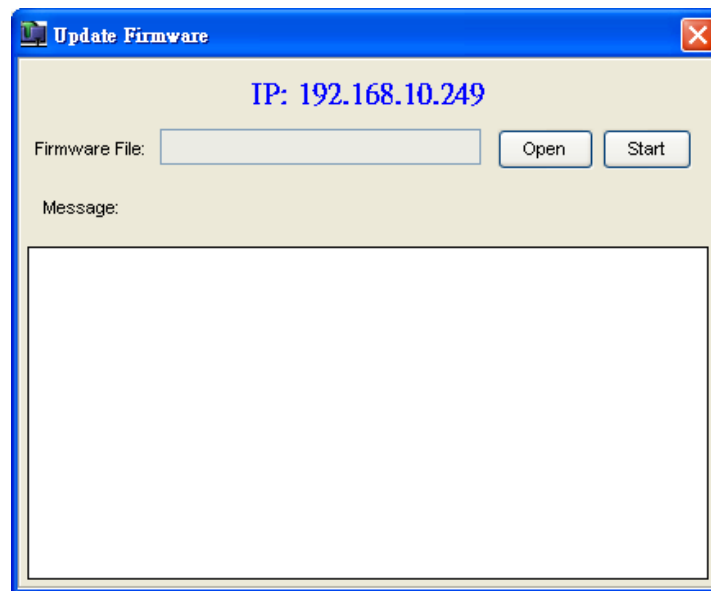 Update Firmware
IP: 192.168.10.249
Firmware File: Open Start
Message: